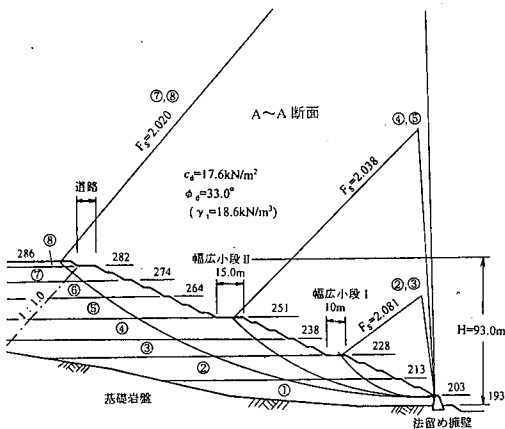 ⑦,⑧
A～A 断面
④,⑤
Fs=2.020
Fs=2.038
cd=17.6kN/m²
φd=33.0°
(γt=18.6kN/m³)
道路
幅広小段 II
15.0m
幅広小段 I
10m
②,③
Fs=2.081
286
⑧
282
⑦
274
⑥
264
⑤
251
④
238
③
228
②
213
①
203
193
1:1.0
H=93.0m
基礎岩盤
法留め擁壁